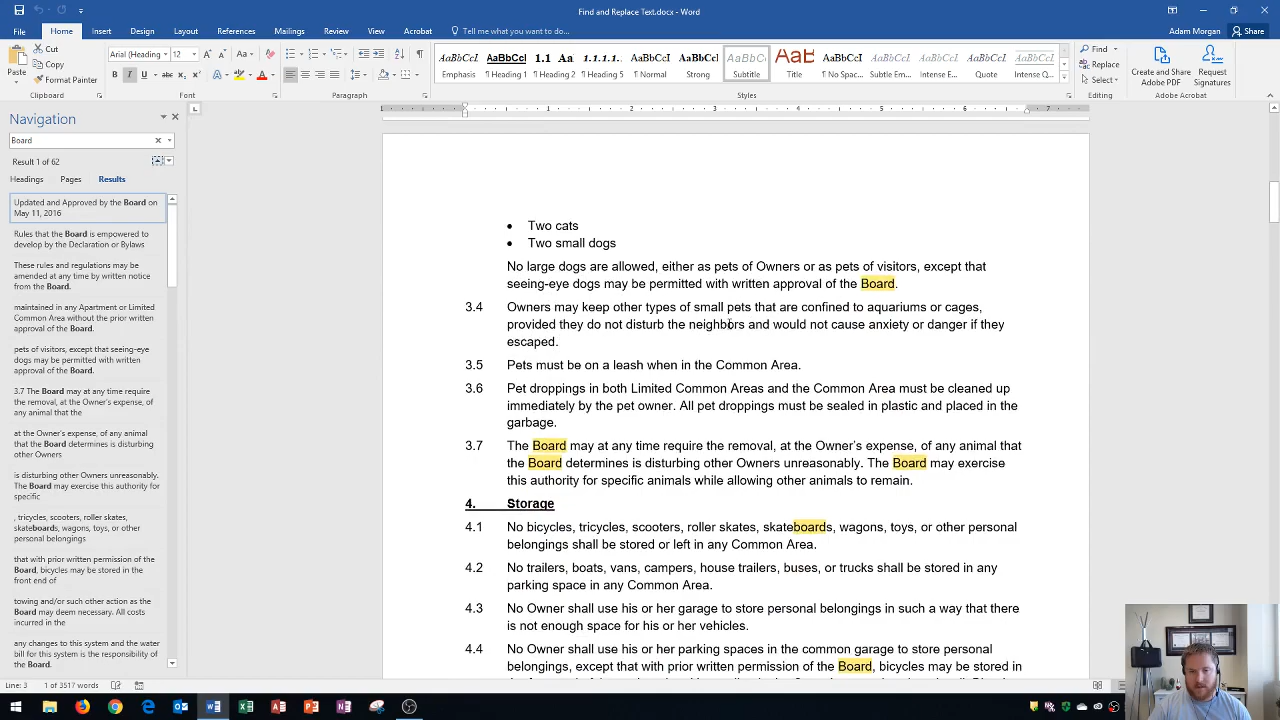 Find and Replace Text.docx - Word
Adam Morgan
Share
File
Home
Insert
Design
Layout
References
Mailings
Review
View
Acrobat
Tell me what you want to do...
Paste
Cut
Copy
Format Painter
Clipboard
Arial (Heading
12
Font
Paragraph
AaBbCcI
Emphasis
AaBbCcI
¶ Heading 1
1.1 Aa
¶ Heading 2
1.1.1.1.
¶ Heading 5
AaBbCcI
¶ Normal
AaBbCcI
Strong
AaBbCcI
Subtitle
AaB
Title
AaBbCcI
¶ No Spac...
AaBbCcI
Subtle Em...
AaBbCcI
Intense E...
AaBbCcI
Quote
AaBbCcI
Intense Q...
Styles
Find
Replace
Select
Editing
Create and Share
Adobe PDF
Request
Signatures
Adobe Acrobat
Navigation
Board
Result 1 of 62
Headings
Pages
Results
Updated and Approved by the Board on
May 11, 2016
Rules that the Board is empowered to
develop by the Declaration or Bylaws
These rules and regulations may be
amended at any time by written notice
from the Board.
maintained in any Apartment or Limited
Common Area without the prior written
approval of the Board.
pets of visitors, except that seeing-eye
dogs may be permitted with written
approval of the Board.
3.7 The Board may at any time require
the removal, at the Owner's expense, of
any animal that the
at the Owner's expense, of any animal
that the Board determines is disturbing
other Owners
is disturbing other Owners unreasonably.
The Board may exercise this authority for
specific
, tricycles, scooters, roller skates,
skateboards, wagons, toys, or other
personal belongings
that with prior written permission of the
Board, bicycles may be stored in the
front end of
towing and/or such other action as the
Board may deem necessary. All costs
incurred in the
any changes to this system and the water
bill for this system is the responsibility of
the Board.
• Two cats
• Two small dogs
No large dogs are allowed, either as pets of Owners or as pets of visitors, except that
seeing-eye dogs may be permitted with written approval of the Board.
3.4 Owners may keep other types of small pets that are confined to aquariums or cages,
provided they do not disturb the neighbors and would not cause anxiety or danger if they
escaped.
3.5 Pets must be on a leash when in the Common Area.
3.6 Pet droppings in both Limited Common Areas and the Common Area must be cleaned up
immediately by the pet owner. All pet droppings must be sealed in plastic and placed in the
garbage.
3.7 The Board may at any time require the removal, at the Owner's expense, of any animal that
the Board determines is disturbing other Owners unreasonably. The Board may exercise
this authority for specific animals while allowing other animals to remain.
4. Storage
4.1 No bicycles, tricycles, scooters, roller skates, skateboards, wagons, toys, or other personal
belongings shall be stored or left in any Common Area.
4.2 No trailers, boats, vans, campers, house trailers, buses, or trucks shall be stored in any
parking space in any Common Area.
4.3 No Owner shall use his or her garage to store personal belongings in such a way that there
is not enough space for his or her vehicles.
4.4 No Owner shall use his or her parking spaces in the common garage to store personal
belongings, except that with prior written permission of the Board, bicycles may be stored in
Line: 3
1 of 3517 words